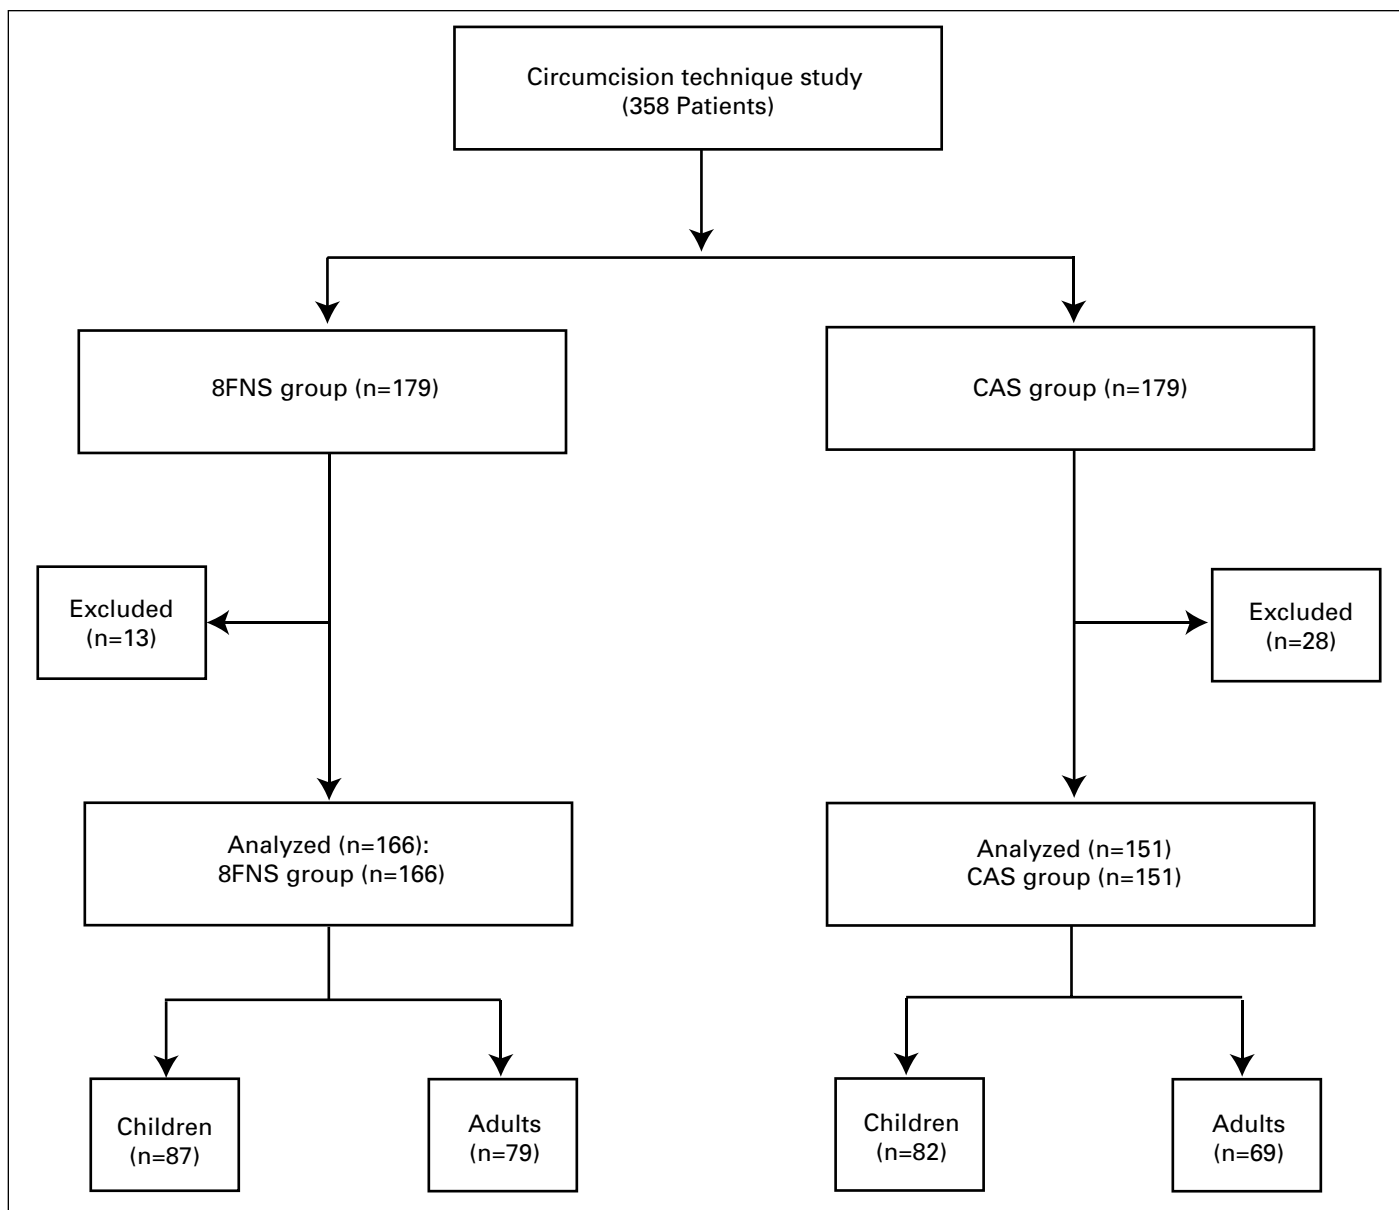 Circumcision technique study
(358 Patients)
8FNS group (n=179)
CAS group (n=179)
Excluded
(n=13)
Excluded
(n=28)
Analyzed (n=166):
8FNS group (n=166)
Analyzed (n=151)
CAS group (n=151)
Children
(n=87)
Adults
(n=79)
Children
(n=82)
Adults
(n=69)